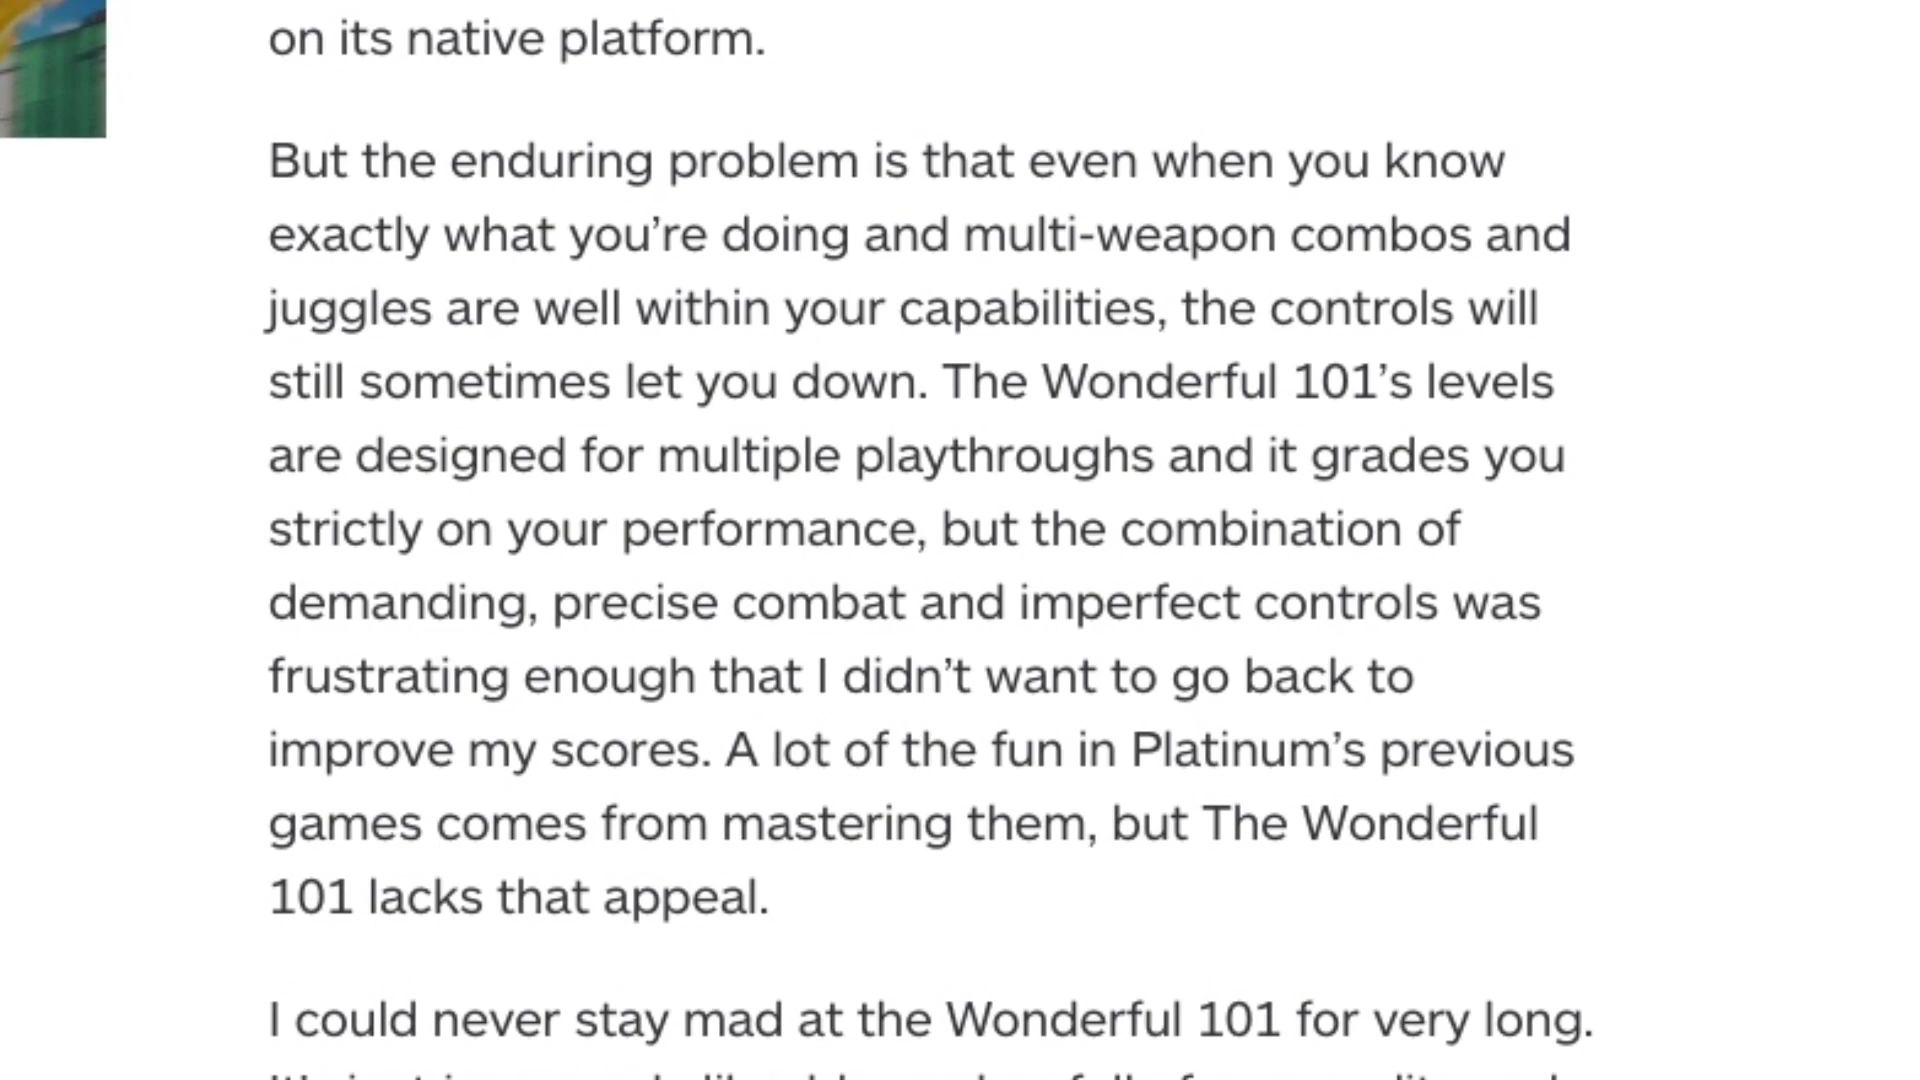 on its native platform.
But the enduring problem is that even when you know
exactly what you’re doing and multi-weapon combos and
juggles are well within your capabilities, the controls will
still sometimes let you down. The Wonderful 101’s levels
are designed for multiple playthroughs and it grades you
strictly on your performance, but the combination of
demanding, precise combat and imperfect controls was
frustrating enough that I didn’t want to go back to
improve my scores. A lot of the fun in Platinum’s previous
games comes from mastering them, but The Wonderful
101 lacks that appeal.
I could never stay mad at the Wonderful 101 for very long.